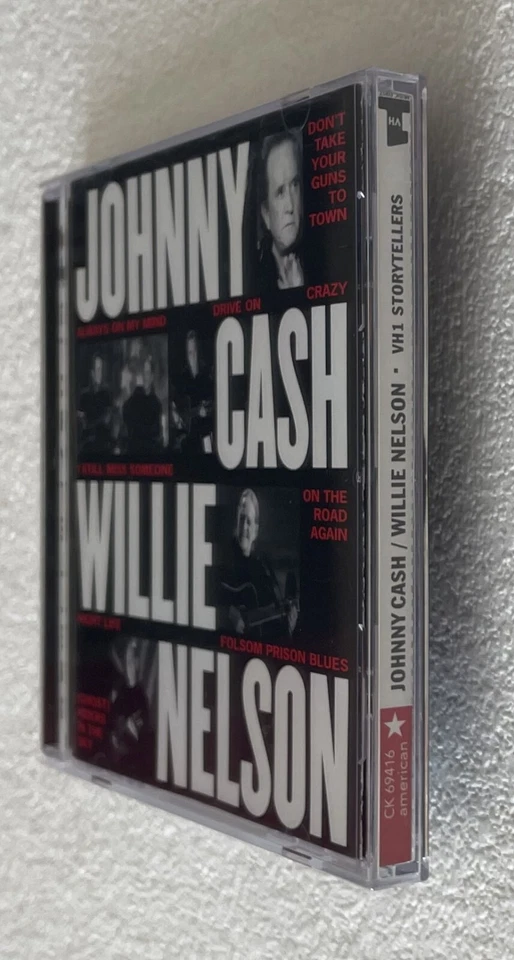 JOHNNY
DON'T
TAKE
YOUR
GUNS
TO
TOWN
ALWAYS ON MY MIND
DRIVE ON
CRAZY
CASH
I STILL MISS SOMEONE
WILLIE
ON THE
ROAD
AGAIN
NIGHT LIFE
FOLSOM PRISON BLUES
NELSON
(GHOST)
RIDERS
IN THE
SKY
JOHNNY CASH / WILLIE NELSON • VH1 STORYTELLERS
CK 69416
american